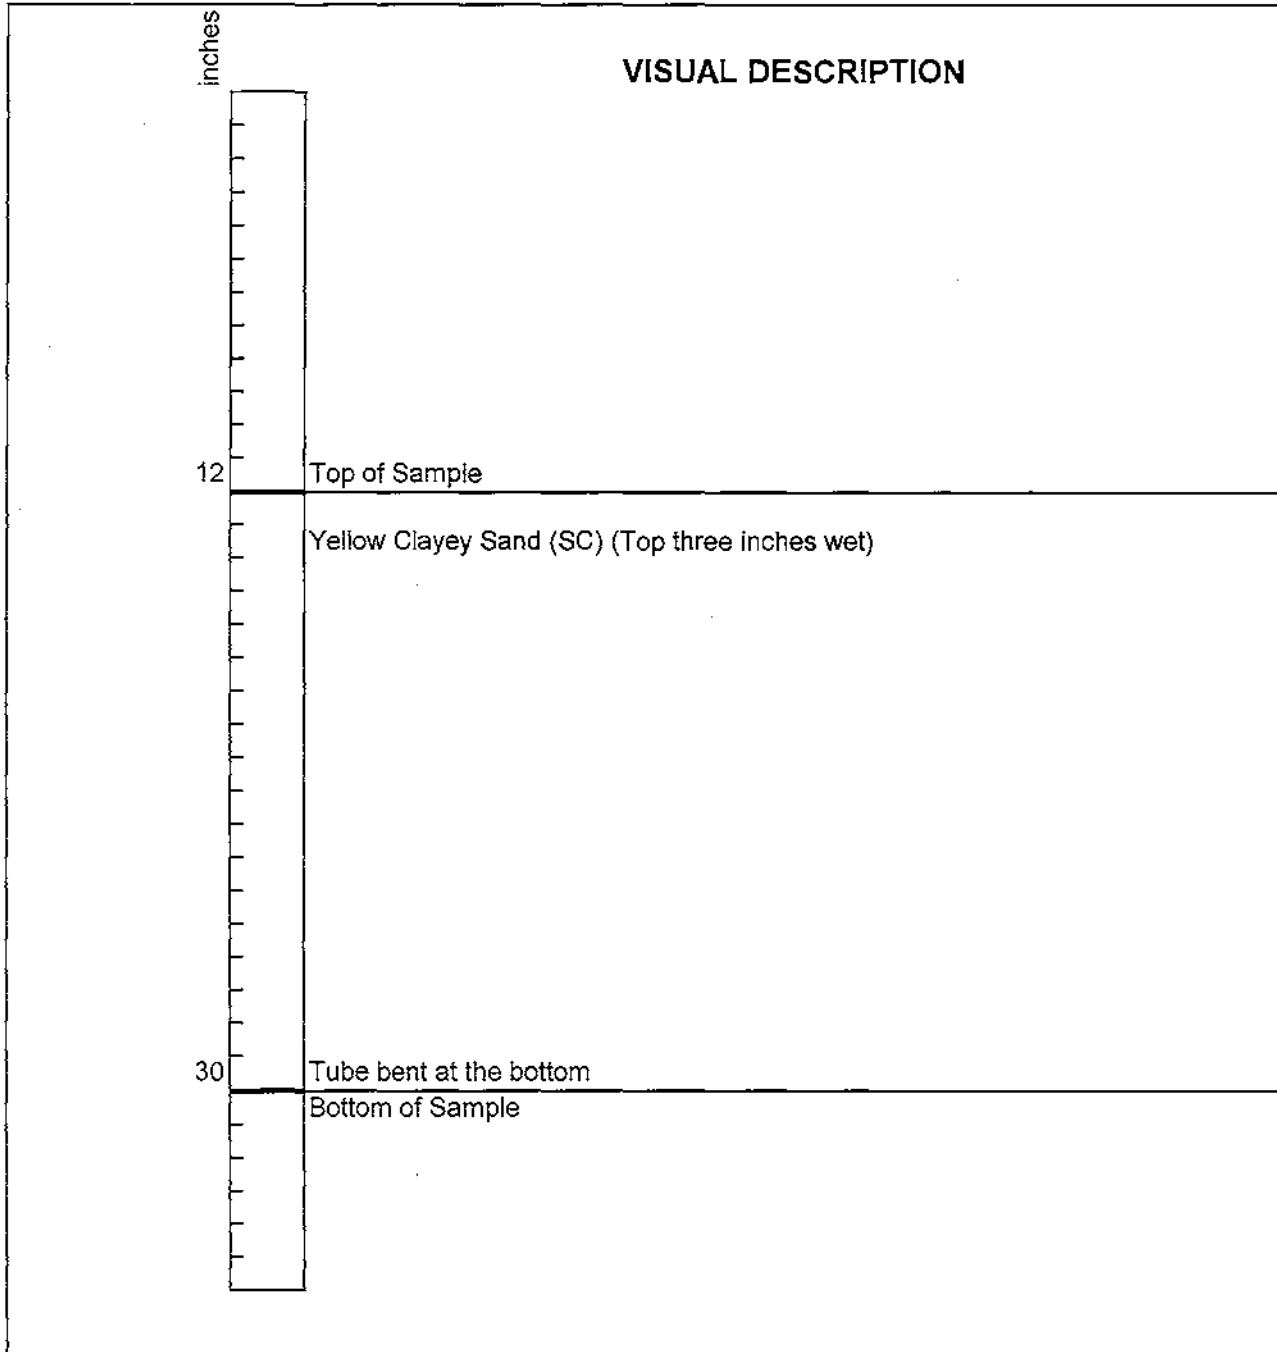 inches
VISUAL DESCRIPTION
12
Top of Sample
Yellow Clayey Sand (SC) (Top three inches wet)
30
Tube bent at the bottom
Bottom of Sample